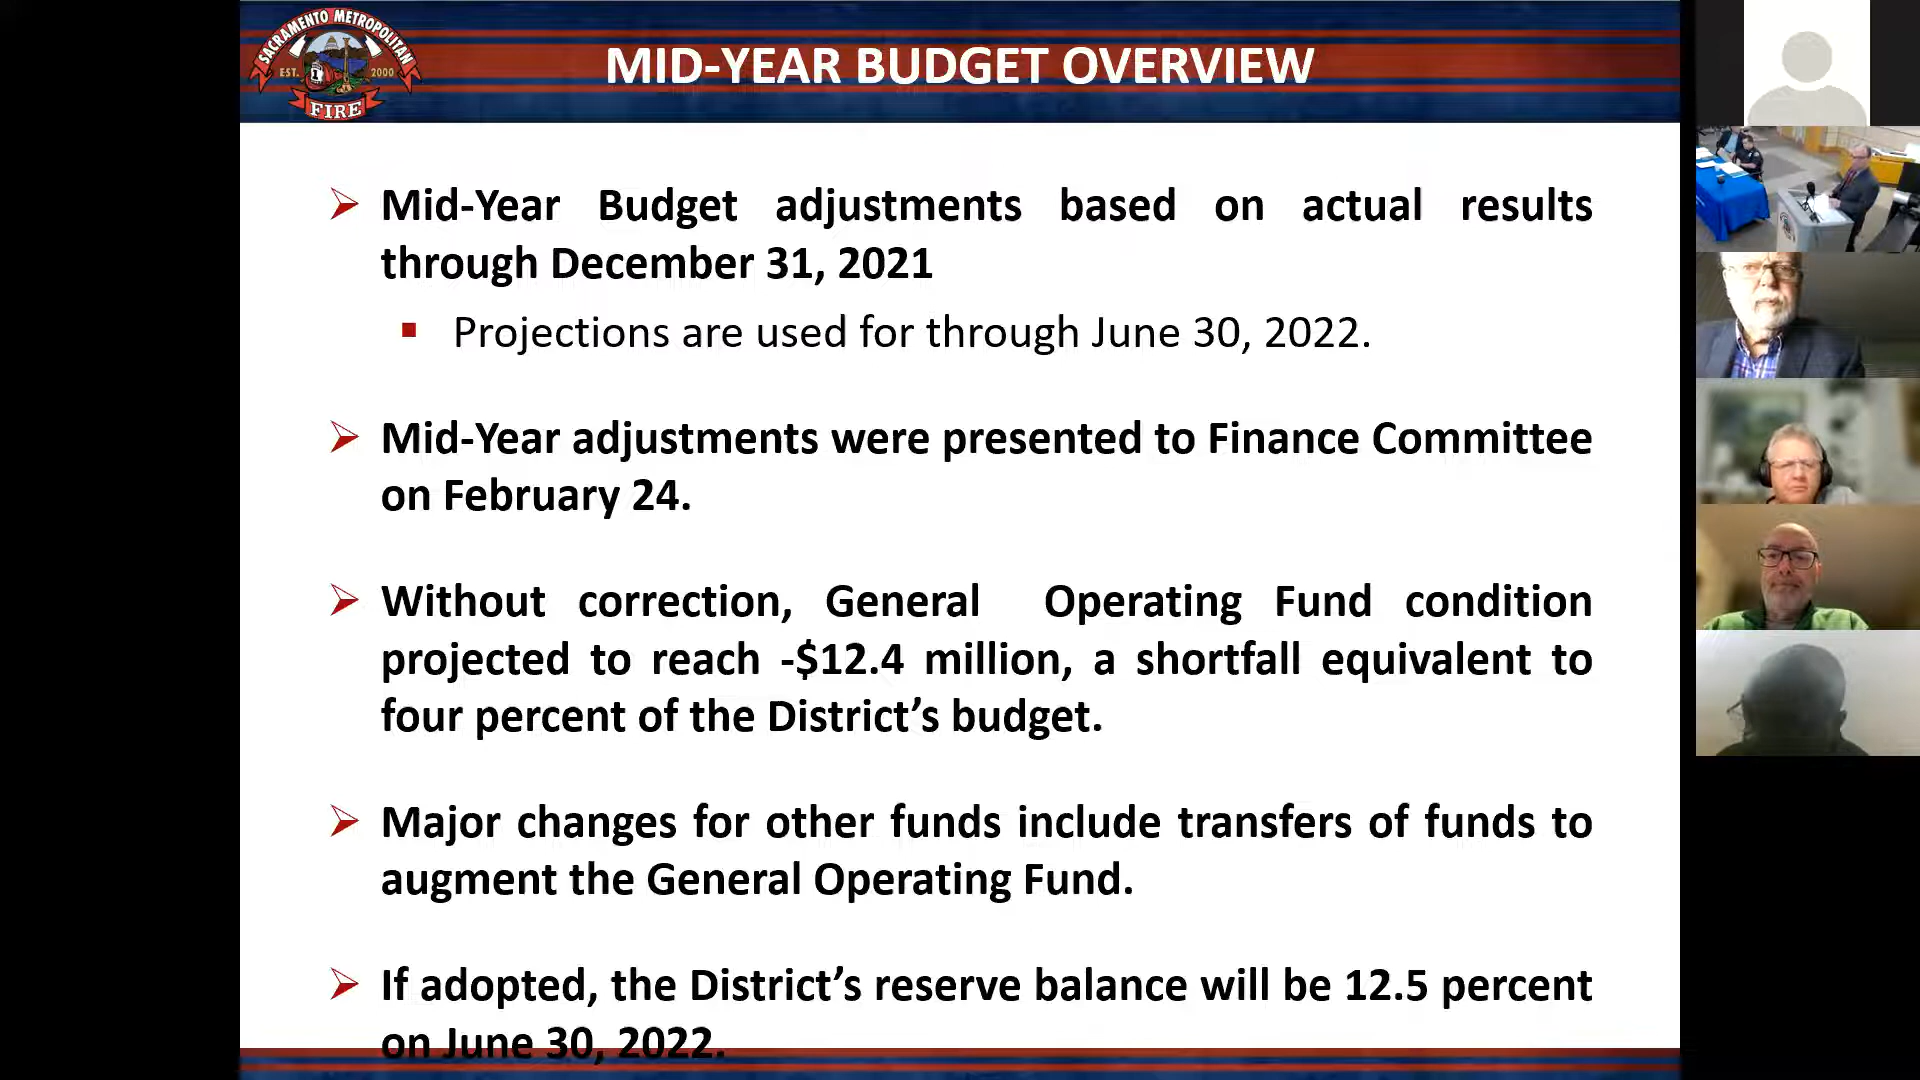 SACRAMENTO METROPOLITAN
EST. 2000
FIRE
MID-YEAR BUDGET OVERVIEW
Mid-Year Budget adjustments based on actual results
through December 31, 2021
Projections are used for through June 30, 2022.
Mid-Year adjustments were presented to Finance Committee
on February 24.
Without correction, General Operating Fund condition
projected to reach -$12.4 million, a shortfall equivalent to
four percent of the District’s budget.
Major changes for other funds include transfers of funds to
augment the General Operating Fund.
If adopted, the District’s reserve balance will be 12.5 percent
on June 30, 2022.